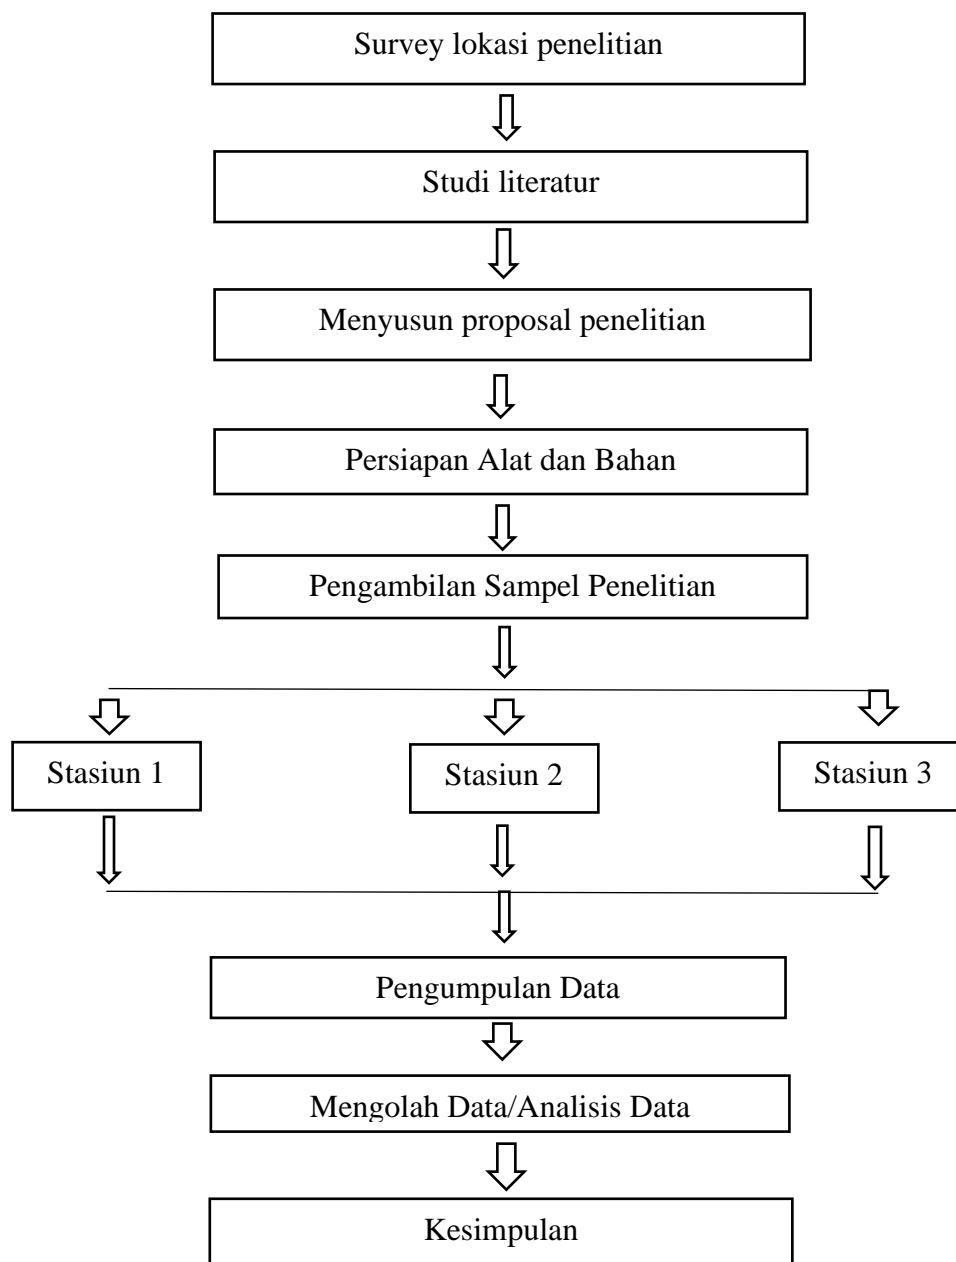 Survey lokasi penelitian
Studi literatur
Menyusun proposal penelitian
Persiapan Alat dan Bahan
Pengambilan Sampel Penelitian
Stasiun 1
Stasiun 2
Stasiun 3
Pengumpulan Data
Mengolah Data/Analisis Data
Kesimpulan